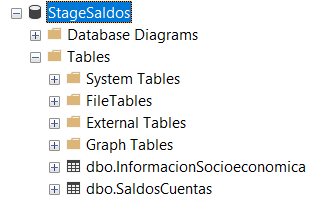 StageSaldos
Database Diagrams
Tables
System Tables
FileTables
External Tables
Graph Tables
dbo.InformacionSocioeconomica
dbo.SaldosCuentas